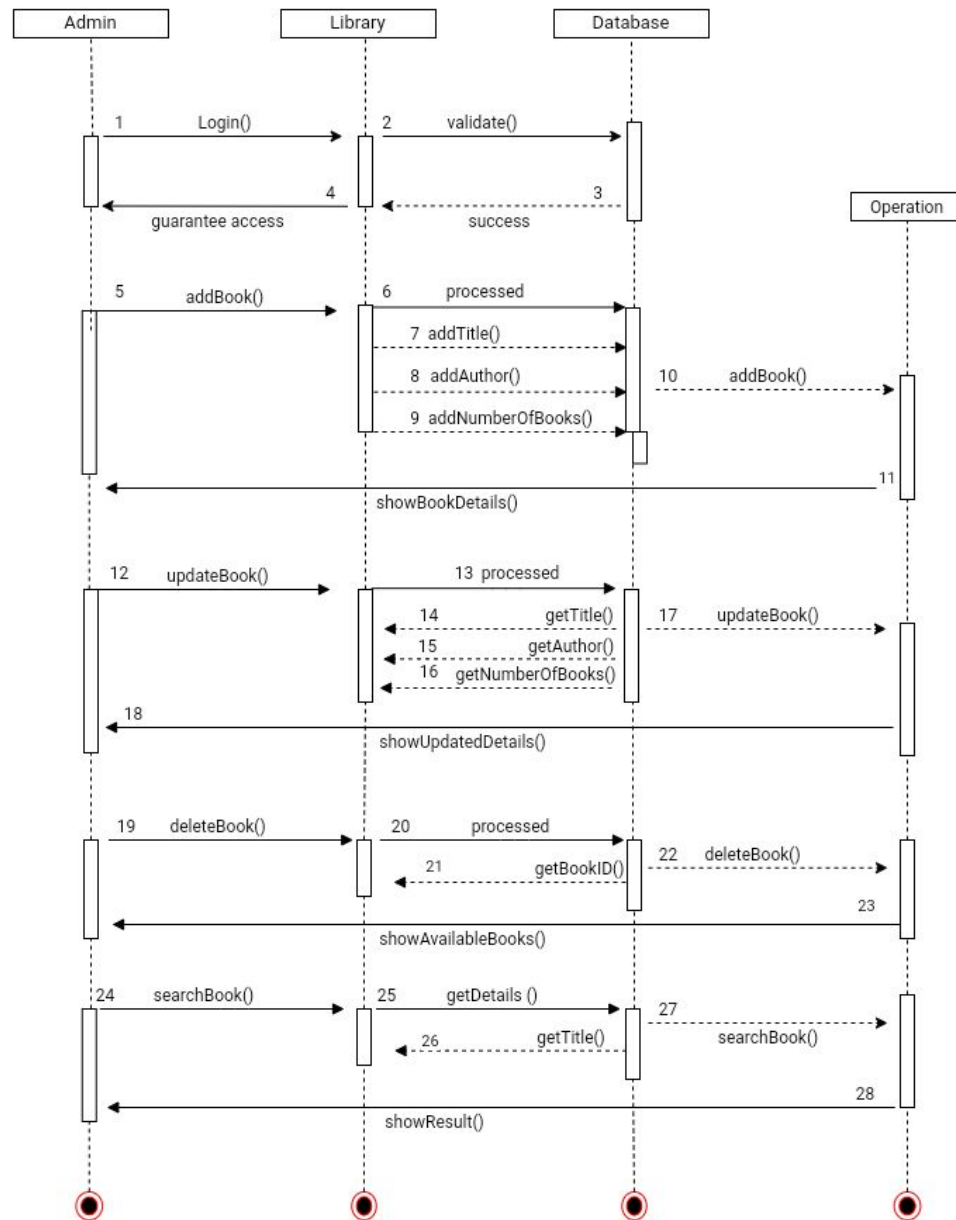 Admin
Library
Database
1 Login()
2 validate()
4
3
guarantee access
success
Operation
5 addBook()
6 processed
7 addTitle()
8 addAuthor()
10 addBook()
9 addNumberOfBooks()
11
showBookDetails()
12 updateBook()
13 processed
14 getTitle()
17 updateBook()
15 getAuthor()
16 getNumberOfBooks()
18
showUpdatedDetails()
19 deleteBook()
20 processed
22 deleteBook()
21 getBookID()
23
showAvailableBooks()
24 searchBook()
25 getDetails ()
27
searchBook()
26 getTitle()
28
showResult()